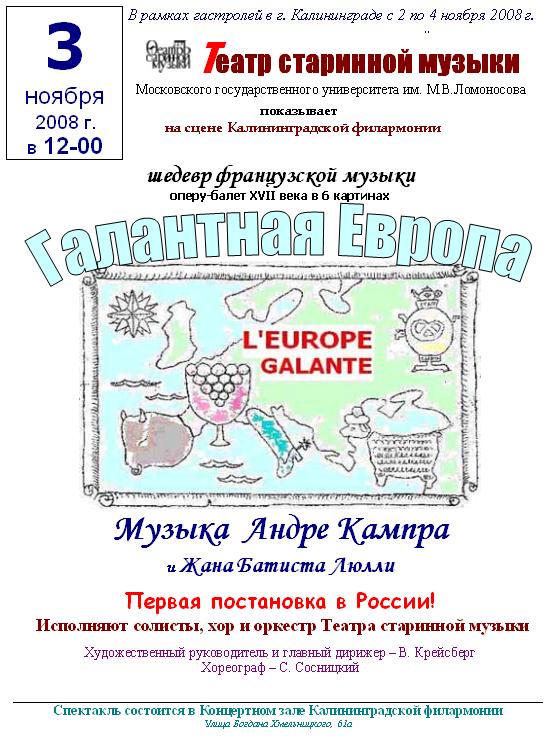 3
ноября
2008 г.
в 12-00
В рамках гастролей в г. Калининграде с 2 по 4 ноября 2008 г.
Театр старинной музыки
Театр старинной музыки
Московского государственного университета им. М.В.Ломоносова
показывает
на сцене Калининградской филармонии
шедевр французской музыки
оперу-балет XVII века в 6 картинах
Галантная Европа
L'EUROPE
GALANTE
Музыка Андре Кампра
и Жана Батиста Люлли
Первая постановка в России!
Исполняют солисты, хор и оркестр Театра старинной музыки
Художественный руководитель и главный дирижер – В. Крейсберг
Хореограф – С. Сосницкий
Спектакль состоится в Концертном зале Калининградской филармонии
Улица Богдана Хмельницкого, 61а